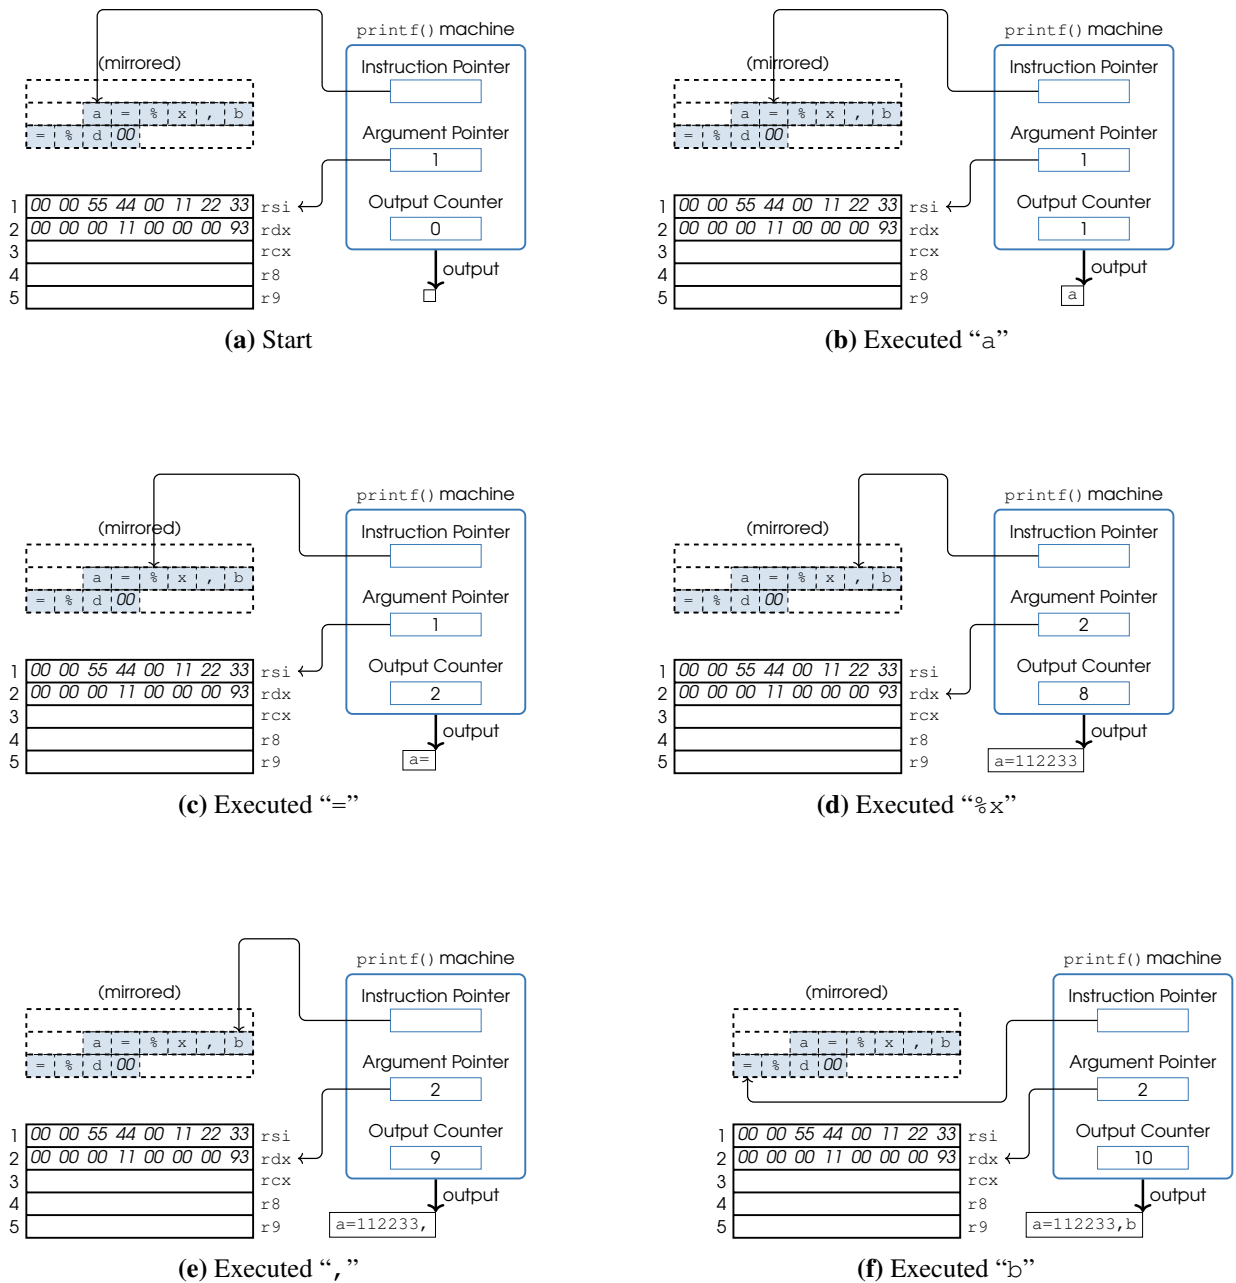 printf() machine
(mirrored)
Instruction Pointer
a = % x , b
= % d 00
Argument Pointer
1
1 00 00 55 44 00 11 22 33 rsi
2 00 00 00 11 00 00 00 93 rdx
3 rcx
4 r8
5 r9
Output Counter
0
output
(a) Start
printf() machine
(mirrored)
Instruction Pointer
a = % x , b
= % d 00
Argument Pointer
1
1 00 00 55 44 00 11 22 33 rsi
2 00 00 00 11 00 00 00 93 rdx
3 rcx
4 r8
5 r9
Output Counter
1
output
a
(b) Executed “a”
printf() machine
(mirrored)
Instruction Pointer
a = % x , b
= % d 00
Argument Pointer
1
1 00 00 55 44 00 11 22 33 rsi
2 00 00 00 11 00 00 00 93 rdx
3 rcx
4 r8
5 r9
Output Counter
2
output
a=
(c) Executed “=”
printf() machine
(mirrored)
Instruction Pointer
a = % x , b
= % d 00
Argument Pointer
2
1 00 00 55 44 00 11 22 33 rsi
2 00 00 00 11 00 00 00 93 rdx
3 rcx
4 r8
5 r9
Output Counter
8
output
a=112233
(d) Executed “%x”
printf() machine
(mirrored)
Instruction Pointer
a = % x , b
= % d 00
Argument Pointer
2
1 00 00 55 44 00 11 22 33 rsi
2 00 00 00 11 00 00 00 93 rdx
3 rcx
4 r8
5 r9
Output Counter
9
output
a=112233,
(e) Executed “,”
printf() machine
(mirrored)
Instruction Pointer
a = % x , b
= % d 00
Argument Pointer
2
1 00 00 55 44 00 11 22 33 rsi
2 00 00 00 11 00 00 00 93 rdx
3 rcx
4 r8
5 r9
Output Counter
10
output
a=112233,b
(f) Executed “b”